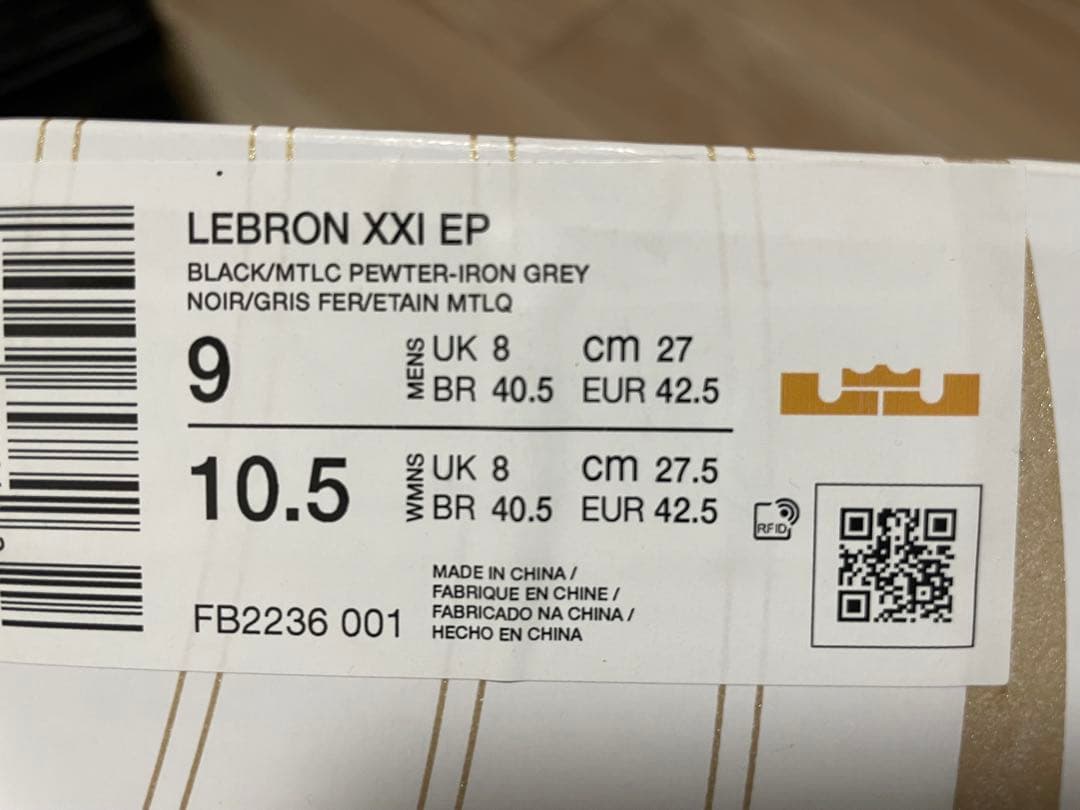 LEBRON XXI EP
BLACK/MTLC PEWTER-IRON GREY
NOIR/GRIS FER/ETAIN MTLQ
9 MENS UK 8 cm 27
BR 40.5 EUR 42.5
10.5 WMNS UK 8 cm 27.5
BR 40.5 EUR 42.5
RFID
FB2236 001
MADE IN CHINA /
FABRIQUE EN CHINE /
FABRICADO NA CHINA /
HECHO EN CHINA